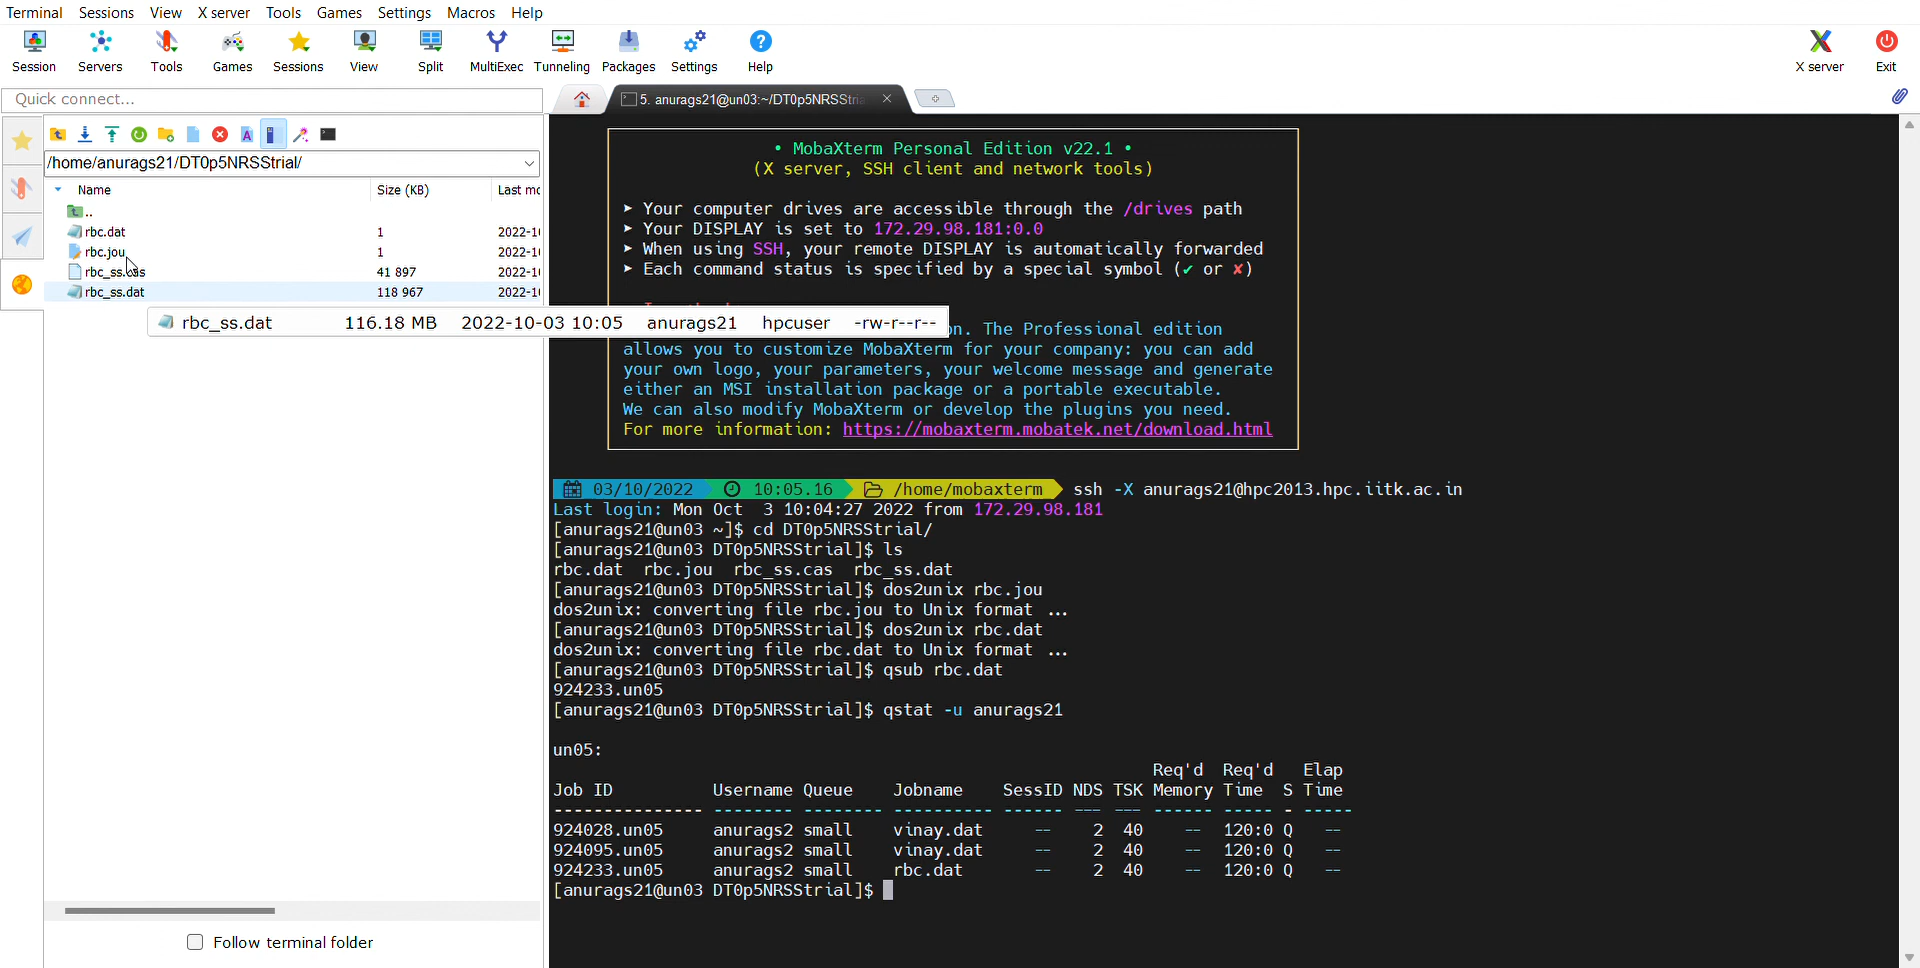 Terminal Sessions View X server Tools Games Settings Macros Help
Session Servers Tools Games Sessions View Split MultiExec Tunneling Packages Settings Help X server Exit
Quick connect...
5. anurags21@un03:~/DT0p5NRSStria
/home/anurags21/DT0p5NRSStrial/
Name Size (KB) Last mo
..
rbc.dat 1 2022-1
rbc.jou 1 2022-1
rbc_ss.cas 41 897 2022-1
rbc_ss.dat 118 967 2022-1
rbc_ss.dat 116.18 MB 2022-10-03 10:05 anurags21 hpcuser -rw-r--r--
Follow terminal folder
• MobaXterm Personal Edition v22.1 •
(X server, SSH client and network tools)
➤ Your computer drives are accessible through the /drives path
➤ Your DISPLAY is set to 172.29.98.181:0.0
➤ When using SSH, your remote DISPLAY is automatically forwarded
➤ Each command status is specified by a special symbol (✔ or ✘)
on. The Professional edition
allows you to customize MobaXterm for your company: you can add
your own logo, your parameters, your welcome message and generate
either an MSI installation package or a portable executable.
We can also modify MobaXterm or develop the plugins you need.
For more information: https://mobaxterm.mobatek.net/download.html
03/10/2022 10:05.16 /home/mobaxterm ssh -X anurags21@hpc2013.hpc.iitk.ac.in
Last login: Mon Oct  3 10:04:27 2022 from 172.29.98.181
[anurags21@un03 ~]$ cd DT0p5NRSStrial/
[anurags21@un03 DT0p5NRSStrial]$ ls
rbc.dat  rbc.jou  rbc_ss.cas  rbc_ss.dat
[anurags21@un03 DT0p5NRSStrial]$ dos2unix rbc.jou
dos2unix: converting file rbc.jou to Unix format ...
[anurags21@un03 DT0p5NRSStrial]$ dos2unix rbc.dat
dos2unix: converting file rbc.dat to Unix format ...
[anurags21@un03 DT0p5NRSStrial]$ qsub rbc.dat
924233.un05
[anurags21@un03 DT0p5NRSStrial]$ qstat -u anurags21
un05:
Req'd Req'd Elap
Job ID Username Queue Jobname SessID NDS TSK Memory Time S Time
--------------- -------- -------- ---------- ------ --- --- ------ ----- - -----
924028.un05 anurags2 small vinay.dat -- 2 40 -- 120:0 Q --
924095.un05 anurags2 small vinay.dat -- 2 40 -- 120:0 Q --
924233.un05 anurags2 small rbc.dat -- 2 40 -- 120:0 Q --
[anurags21@un03 DT0p5NRSStrial]$